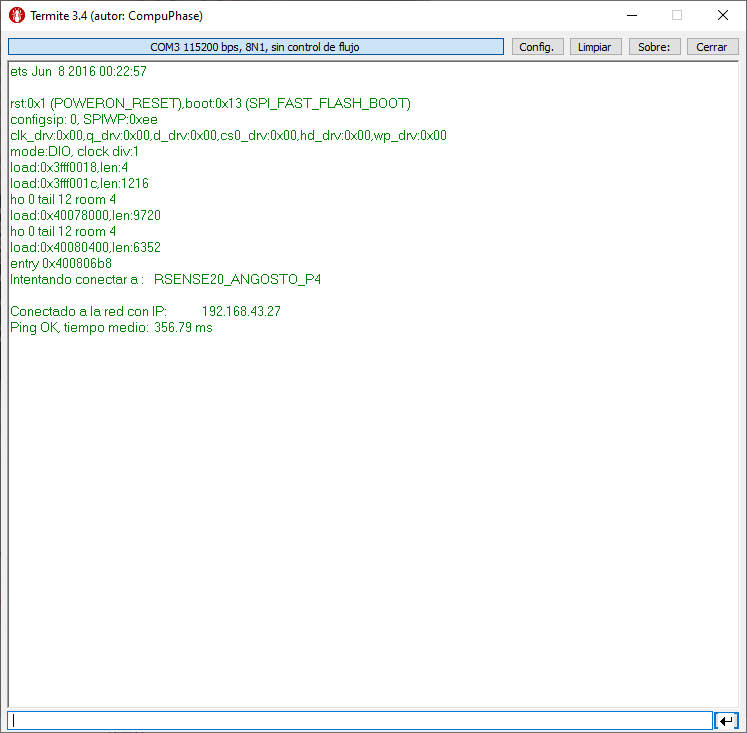 Termite 3.4 (autor: CompuPhase)
COM3 115200 bps, 8N1, sin control de flujo
Config.
Limpiar
Sobre:
Cerrar
ets Jun  8 2016 00:22:57
rst:0x1 (POWERON_RESET),boot:0x13 (SPI_FAST_FLASH_BOOT)
configsip: 0, SPIWP:0xee
clk_drv:0x00,q_drv:0x00,d_drv:0x00,cs0_drv:0x00,hd_drv:0x00,wp_drv:0x00
mode:DIO, clock div:1
load:0x3fff0018,len:4
load:0x3fff001c,len:1216
ho 0 tail 12 room 4
load:0x40078000,len:9720
ho 0 tail 12 room 4
load:0x40080400,len:6352
entry 0x400806b8
Intentando conectar a :   RSENSE20_ANGOSTO_P4
Conectado a la red con IP:   192.168.43.27
Ping OK, tiempo medio:  356.79 ms